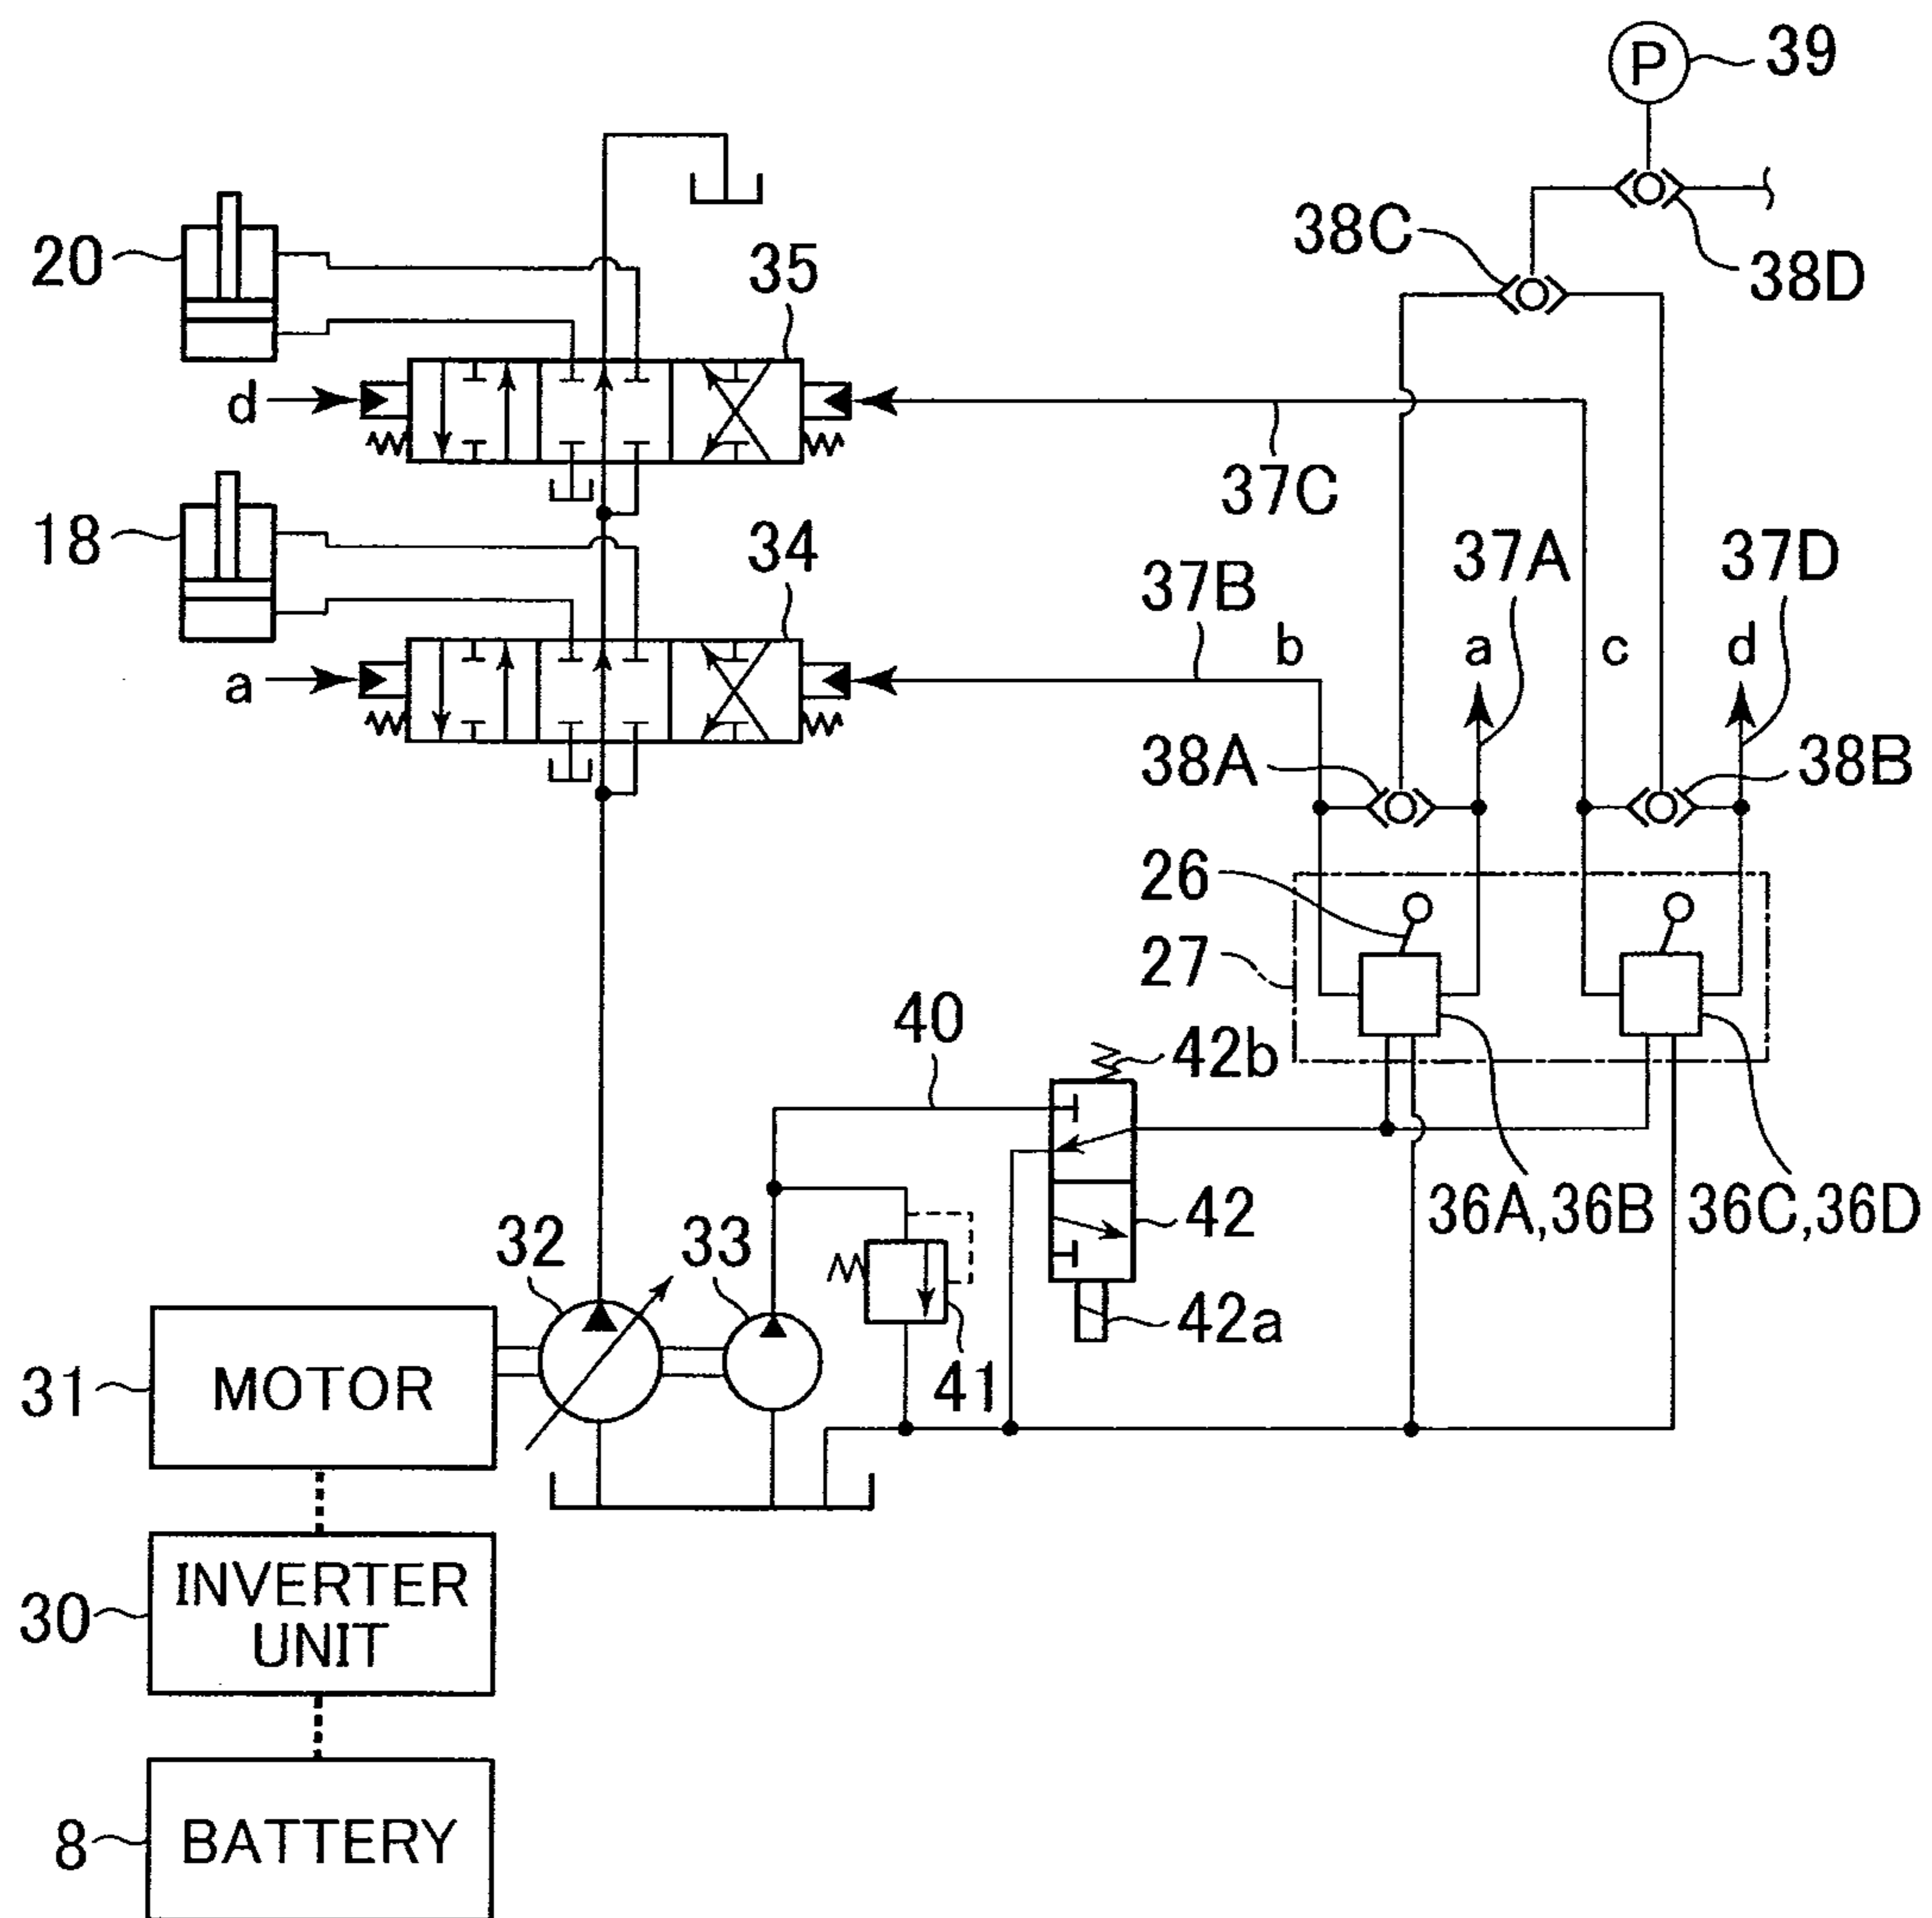 P
39
38C
38D
20
35
d
37C
18
34
37A
37D
37B
b
a
c
d
a
38A
38B
26
27
40
42b
36A,36B
36C,36D
42
32
33
42a
41
31
MOTOR
30
INVERTER
UNIT
8
BATTERY